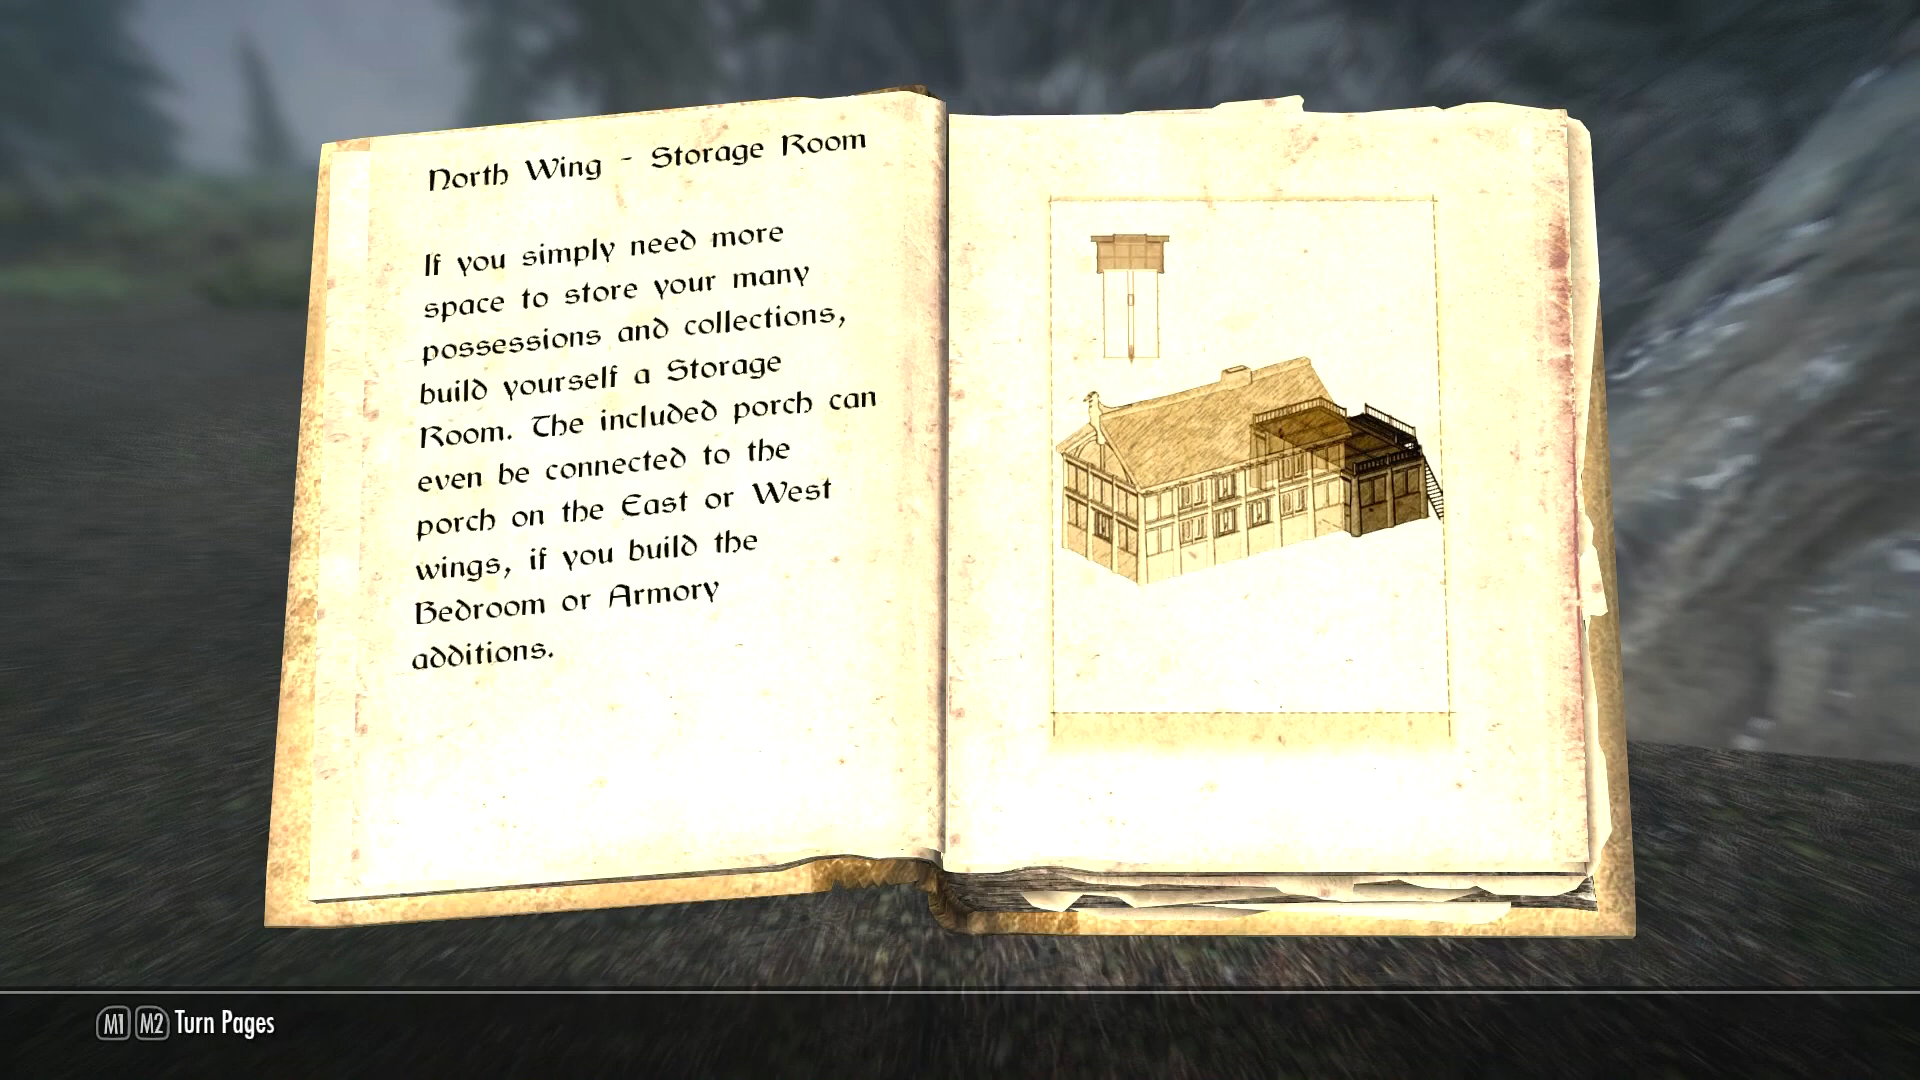 North Wing - Storage Room
If you simply need more
space to store your many
possessions and collections,
build yourself a Storage
Room. The included porch can
even be connected to the
porch on the East or West
wings, if you build the
Bedroom or Armory
additions.
M1 M2 Turn Pages